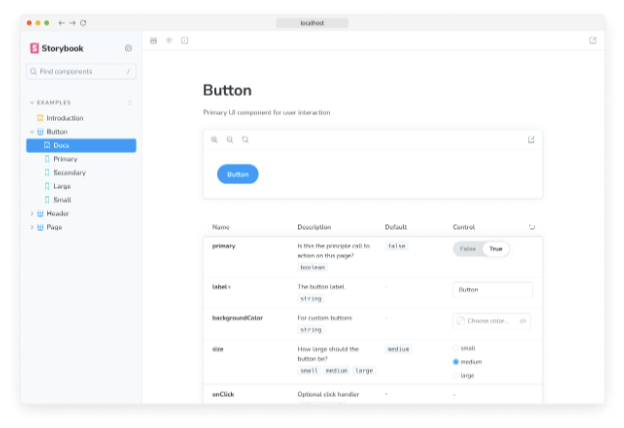 localhost
Storybook
Find components
/
EXAMPLES
Introduction
Button
Docs
Primary
Secondary
Large
Small
Header
Page
Button
Primary UI component for user interaction
Button
Name Description Default Control
primary Is this the principle call to action on this page? boolean false False True
label* The button label. string - Button
backgroundColor For custom buttons string - Choose color...
size How large should the button be? small medium large medium small medium large
onClick Optional click handler - -